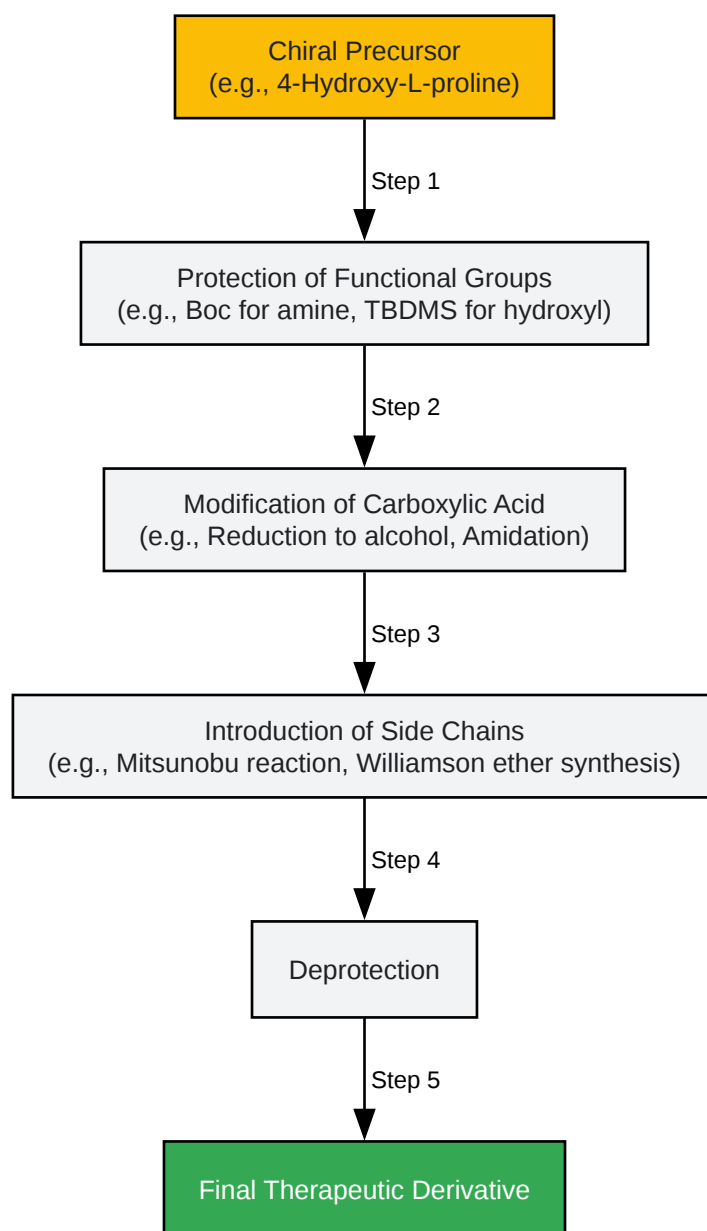 Chiral Precursor
(e.g., 4-Hydroxy-L-proline)
Step 1
Protection of Functional Groups
(e.g., Boc for amine, TBDMS for hydroxyl)
Step 2
Modification of Carboxylic Acid
(e.g., Reduction to alcohol, Amidation)
Step 3
Introduction of Side Chains
(e.g., Mitsunobu reaction, Williamson ether synthesis)
Step 4
Deprotection
Step 5
Final Therapeutic Derivative